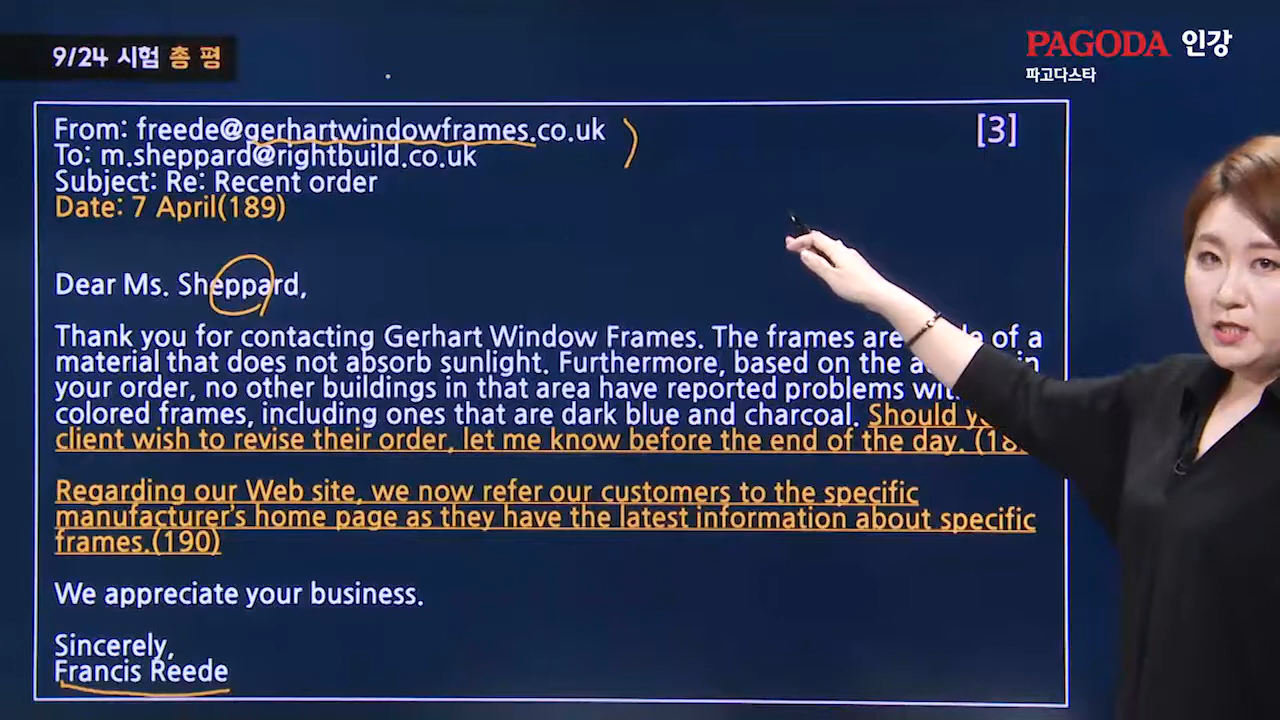 9/24 시험 총평
PAGODA 인강
파고다스타
[3]
From: freede@gerhartwindowframes.co.uk
To: m.sheppard@rightbuild.co.uk
Subject: Re: Recent order
Date: 7 April(189)
Dear Ms. Sheppard,
Thank you for contacting Gerhart Window Frames. The frames are of a
material that does not absorb sunlight. Furthermore, based on the in
your order, no other buildings in that area have reported problems
colored frames, including ones that are dark blue and charcoal. Should
client wish to revise their order, let me know before the end of the day.
Regarding our Web site, we now refer our customers to the specific
manufacturer's home page as they have the latest information about specific
frames.(190)
We appreciate your business.
Sincerely,
Francis Reede